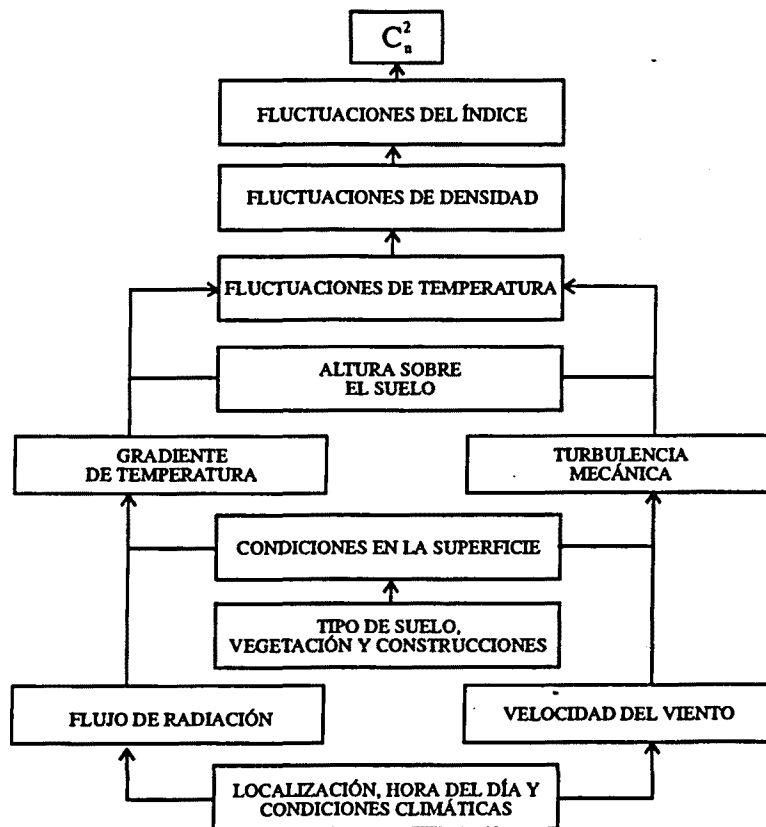 C²ₙ
FLUCTUACIONES DEL ÍNDICE
FLUCTUACIONES DE DENSIDAD
FLUCTUACIONES DE TEMPERATURA
ALTURA SOBRE
EL SUELO
GRADIENTE
DE TEMPERATURA
TURBULENCIA
MECÁNICA
CONDICIONES EN LA SUPERFICIE
TIPO DE SUELO,
VEGETACIÓN Y CONSTRUCCIONES
FLUJO DE RADIACIÓN
VELOCIDAD DEL VIENTO
LOCALIZACIÓN, HORA DEL DÍA Y
CONDICIONES CLIMÁTICAS